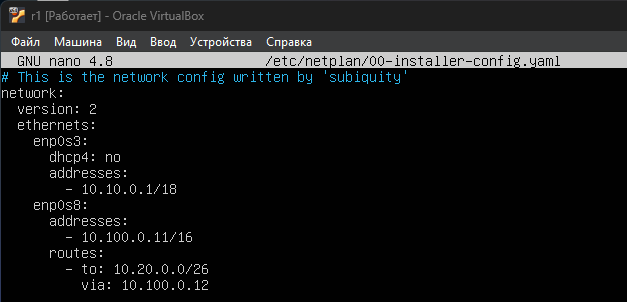 r1 [Работает] - Oracle VirtualBox
Файл Машина Вид Ввод Устройства Справка
GNU nano 4.8 /etc/netplan/00-installer-config.yaml
# This is the network config written by 'subiquity'
network:
  version: 2
  ethernets:
    enp0s3:
      dhcp4: no
      addresses:
        - 10.10.0.1/18
    enp0s8:
      addresses:
        - 10.100.0.11/16
      routes:
        - to: 10.20.0.0/26
          via: 10.100.0.12